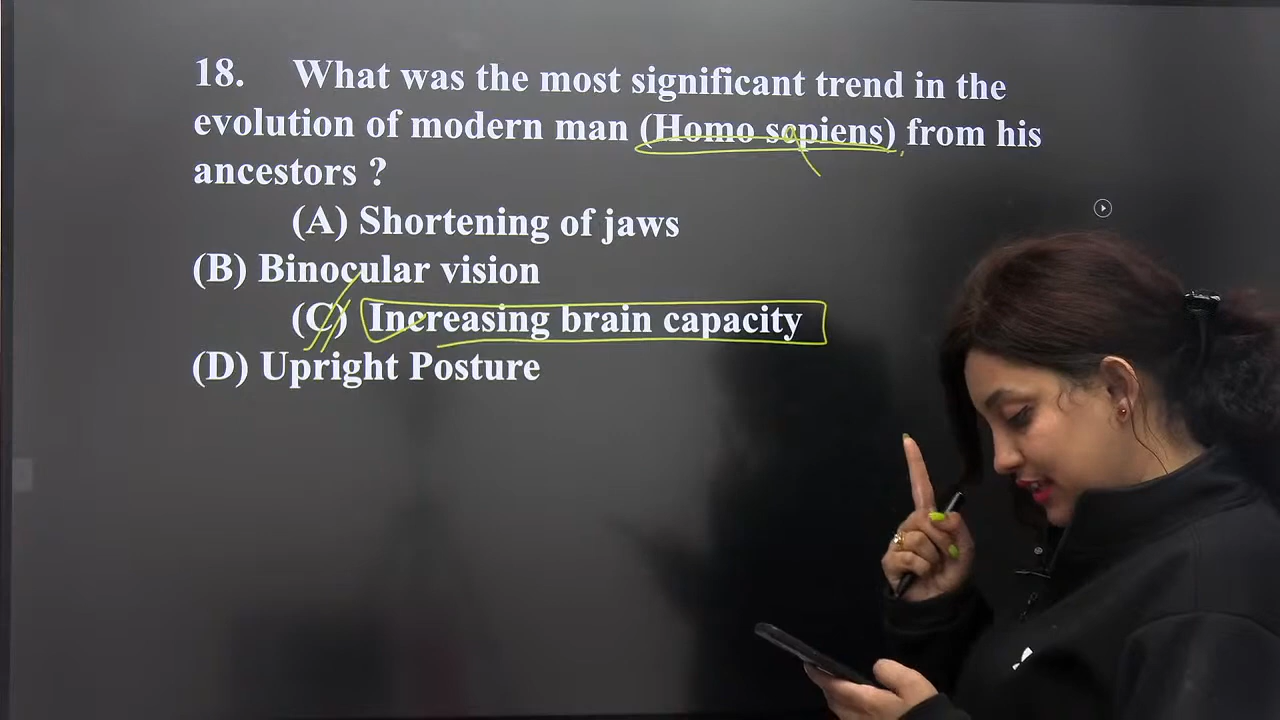 18. What was the most significant trend in the
evolution of modern man (Homo sapiens) from his
ancestors ?
(A) Shortening of jaws
(B) Binocular vision
(C) Increasing brain capacity
(D) Upright Posture